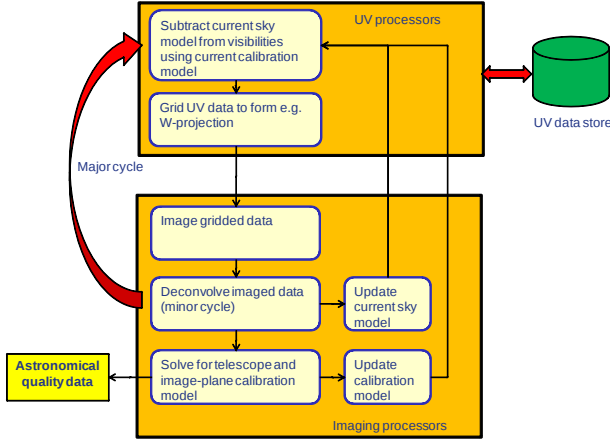 UV processors
Subtract current sky
model from visibilities
using current calibration
model
Grid UV data to form e.g.
W-projection
UV data store
Major cycle
Image gridded data
Deconvolve imaged data
(minor cycle)
Update
current sky
model
Solve for telescope and
image-plane calibration
model
Update
calibration
model
Astronomical
quality data
Imaging processors